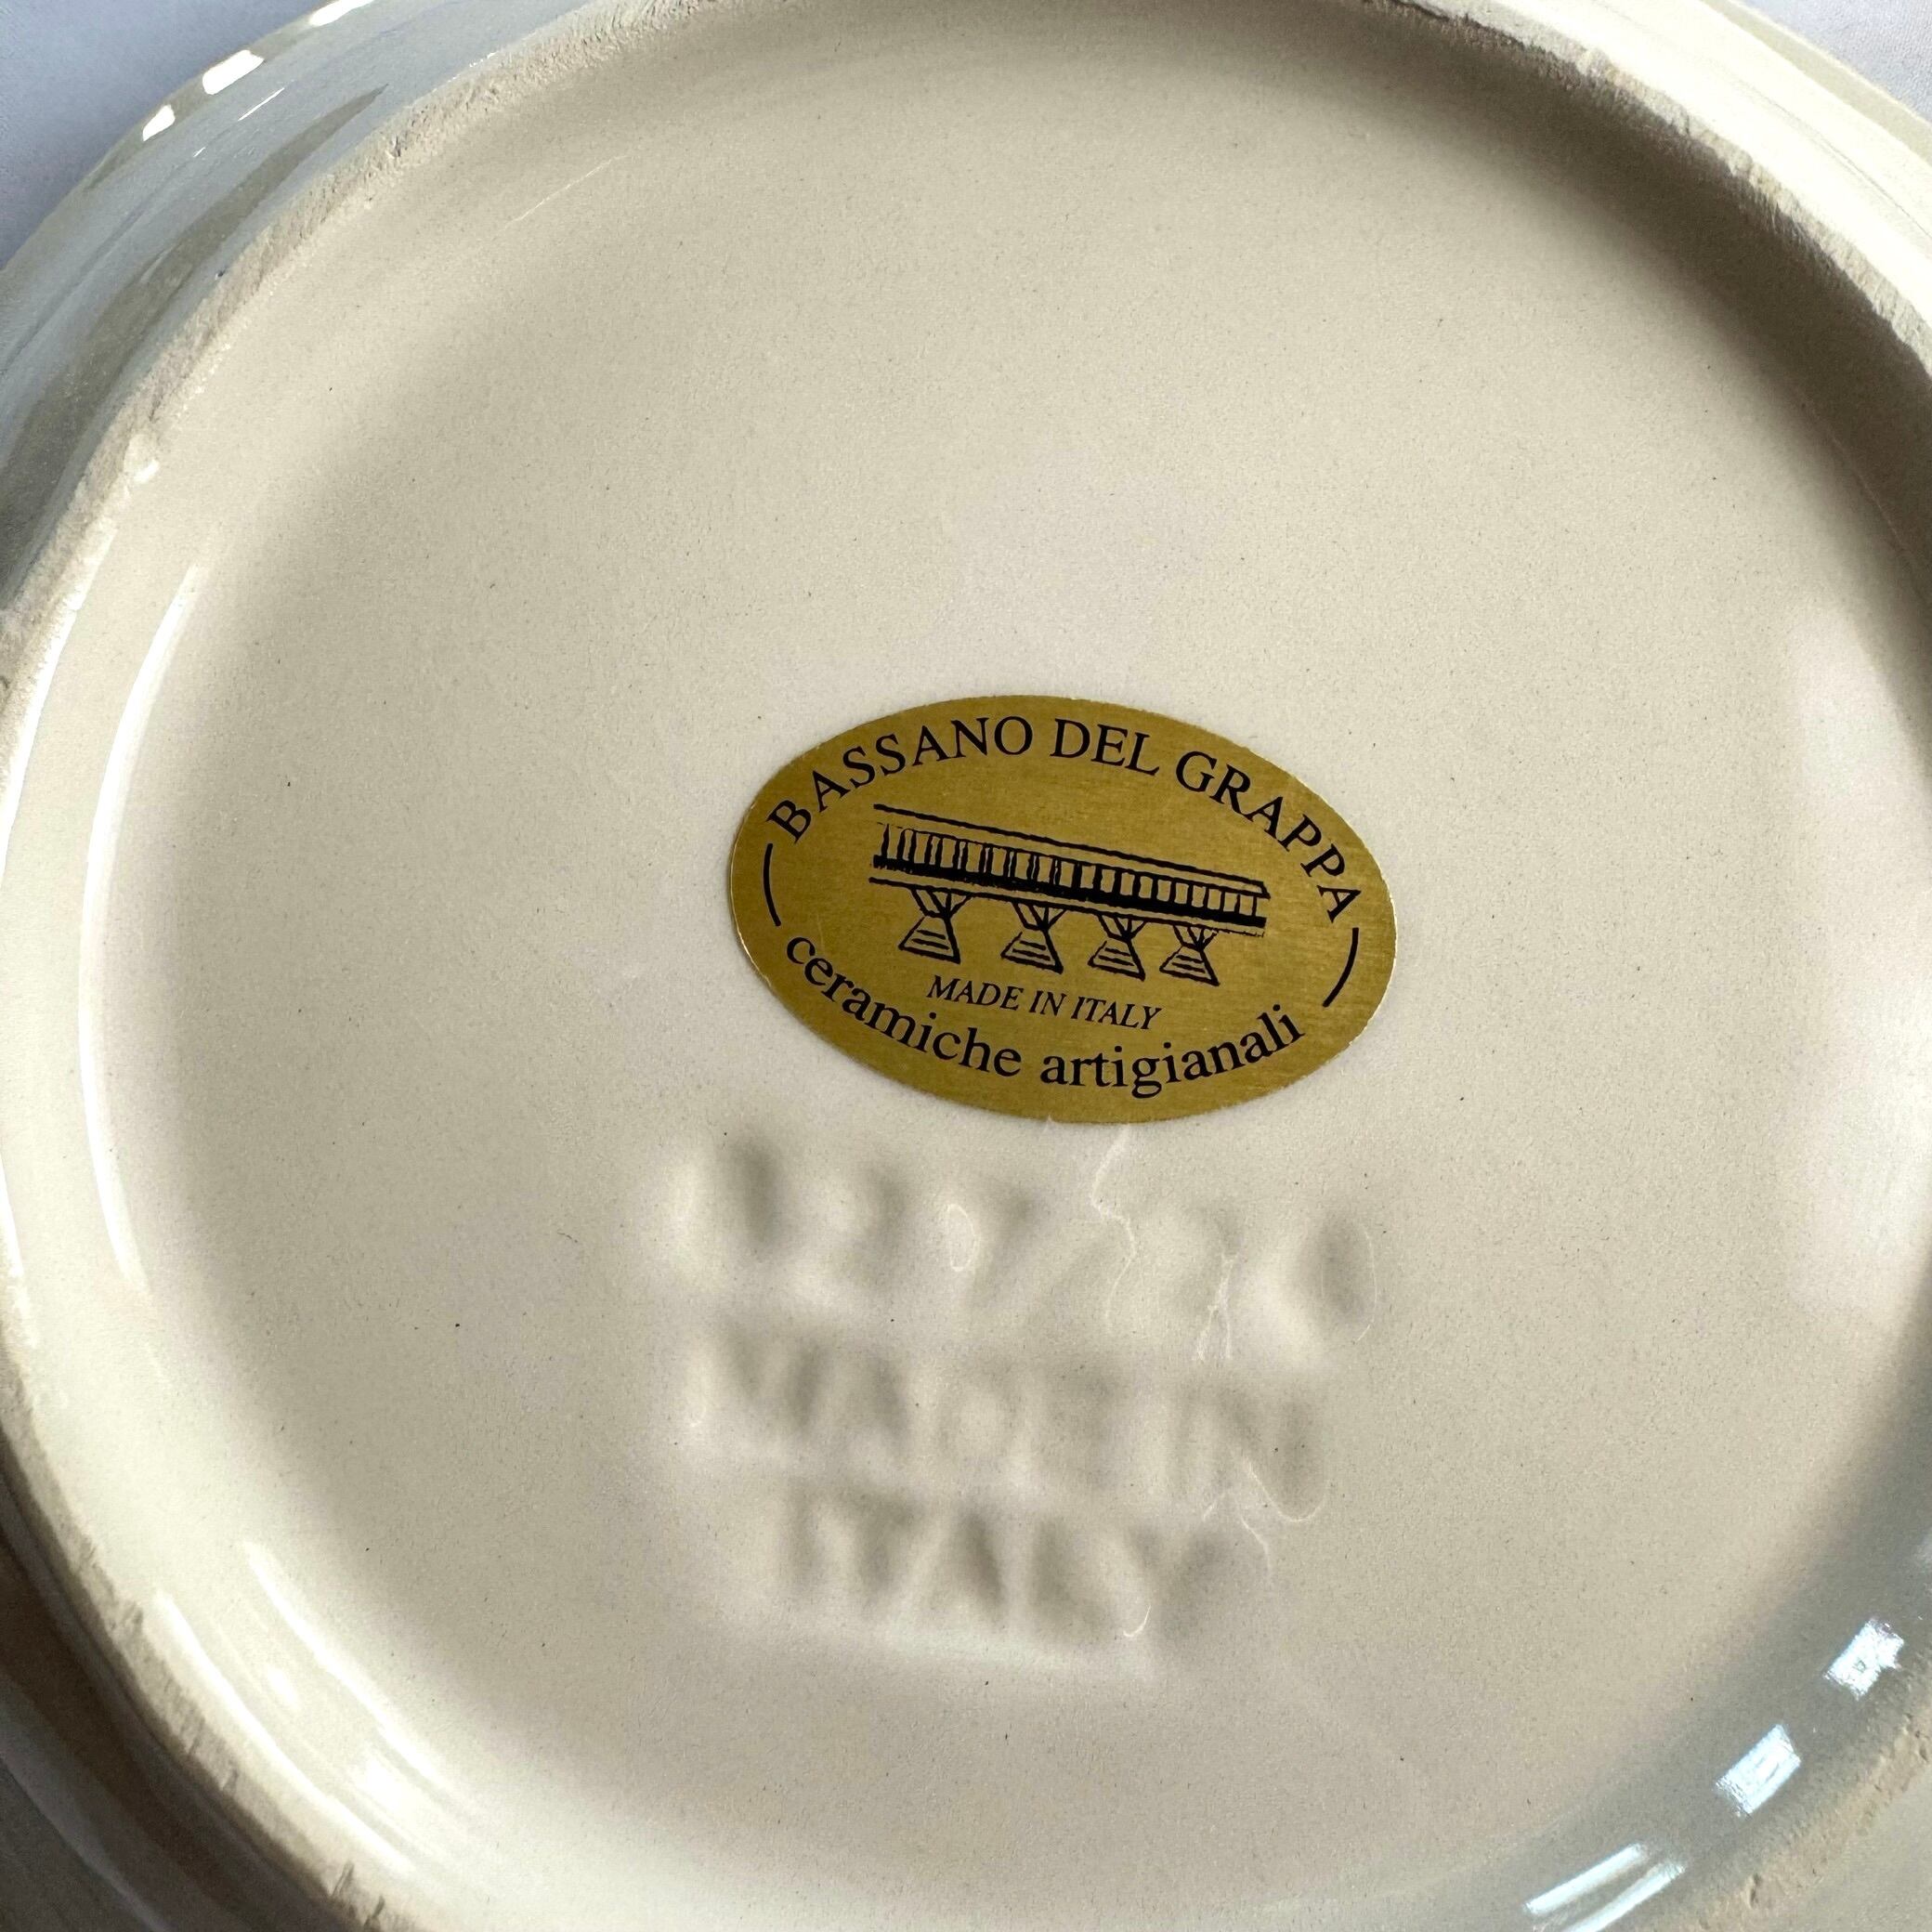 BASSANO DEL GRAPPA
MADE IN ITALY
ceramiche artigianali
MADE IN
ITALY